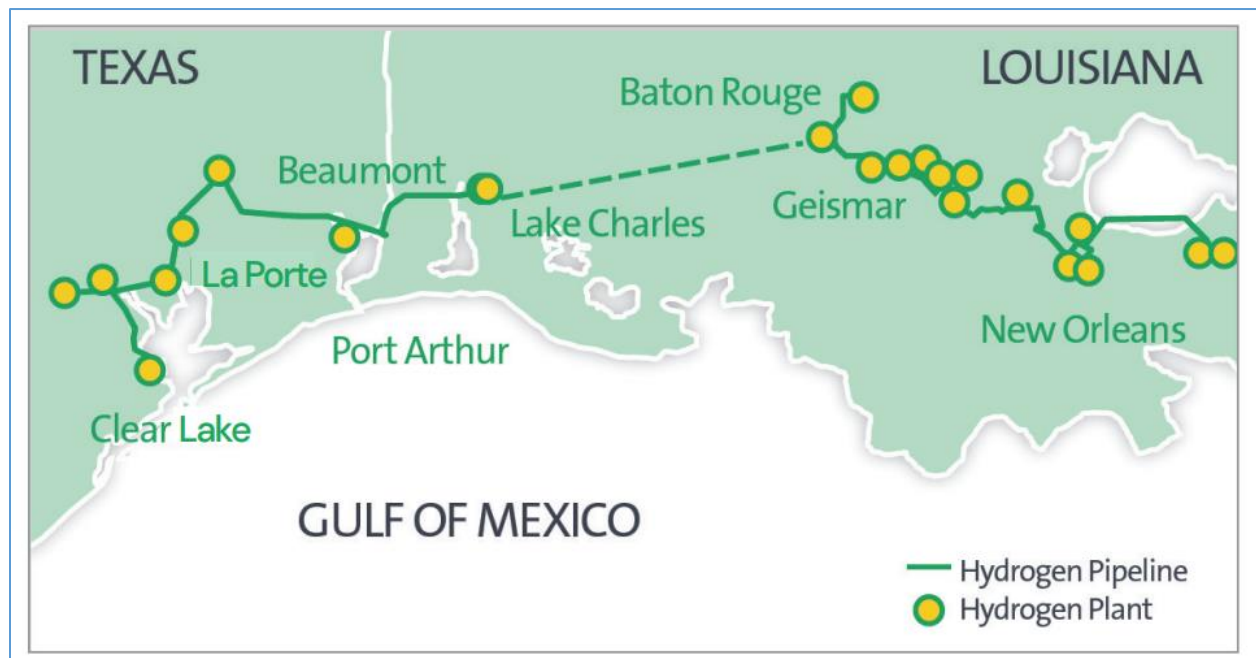 TEXAS
LOUISIANA
Baton Rouge
Beaumont
Geismar
Lake Charles
La Porte
New Orleans
Port Arthur
Clear Lake
GULF OF MEXICO
Hydrogen Pipeline
Hydrogen Plant